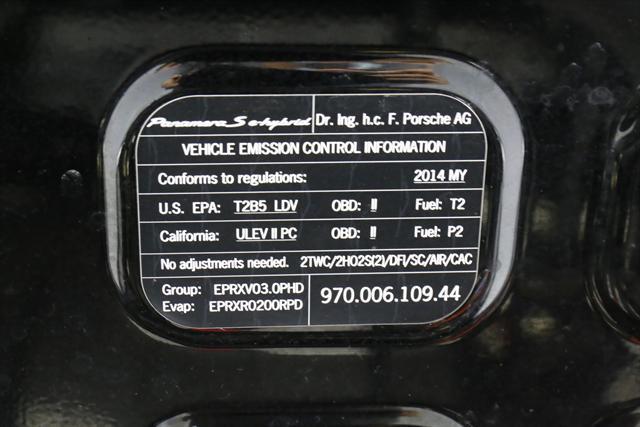 Panamera S e-hybrid Dr. Ing. h.c. F. Porsche AG
VEHICLE EMISSION CONTROL INFORMATION
Conforms to regulations: 2014 MY
U.S. EPA: T2B5 LDV OBD: II Fuel: T2
California: ULEV II PC OBD: II Fuel: P2
No adjustments needed. 2TWC/2HO2S(2)/DFI/SC/AIR/CAC
Group: EPRXV03.0PHD
Evap: EPRXR0200RPD
970.006.109.44